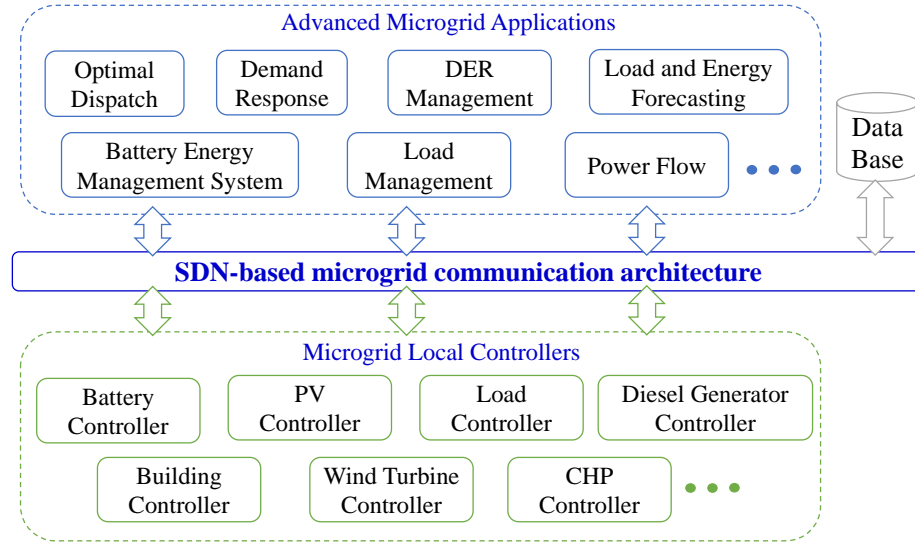 Advanced Microgrid Applications
Optimal
Dispatch
Demand
Response
DER
Management
Load and Energy
Forecasting
Battery Energy
Management System
Load
Management
Power Flow
Data
Base
SDN-based microgrid communication architecture
Microgrid Local Controllers
Battery
Controller
PV
Controller
Load
Controller
Diesel Generator
Controller
Building
Controller
Wind Turbine
Controller
CHP
Controller